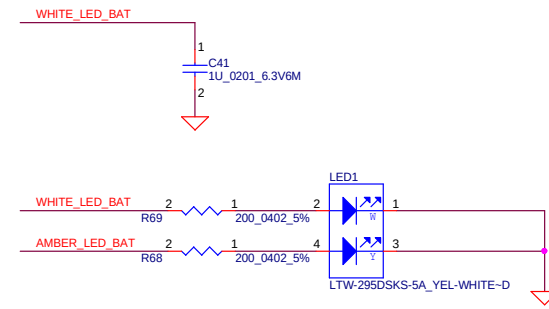 WHITE_LED_BAT
1
C41
1U_0201_6.3V6M
2
LED1
WHITE_LED_BAT
2
1
2
1
R69
200_0402_5%
W
AMBER_LED_BAT
2
1
4
3
R68
200_0402_5%
Y
LTW-295DSKS-5A_YEL-WHITE~D